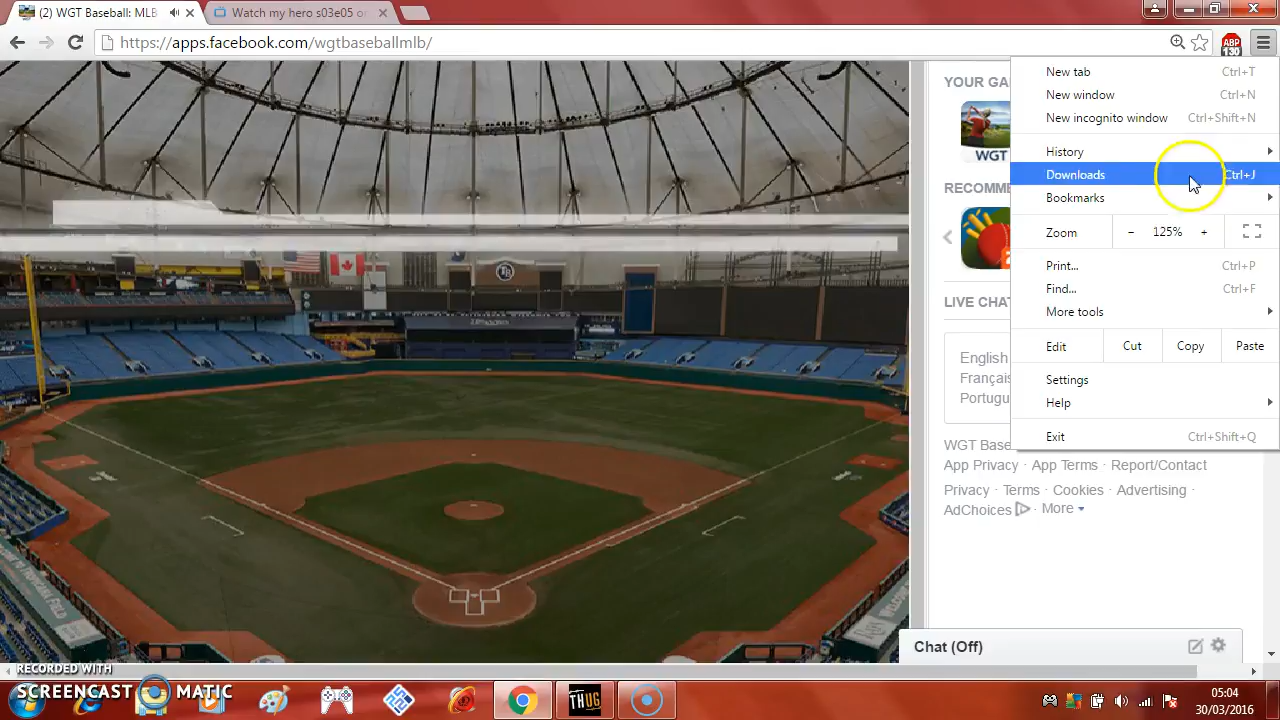 (2) WGT Baseball: MLB
Watch my hero s03e05 o
https://apps.facebook.com/wgtbaseballmlb/
ABP
130
YOUR GA
WGT
RECOMM
LIVE CHAT
English
Français
Portugu
WGT Base
App Privacy · App Terms · Report/Contact
Privacy · Terms · Cookies · Advertising ·
AdChoices · More
Chat (Off)
New tab Ctrl+T
New window Ctrl+N
New incognito window Ctrl+Shift+N
History
Downloads Ctrl+J
Bookmarks
Zoom − 125% +
Print... Ctrl+P
Find... Ctrl+F
More tools
Edit Cut Copy Paste
Settings
Help
Exit Ctrl+Shift+Q
TB
RECORDED WITH
SCREENCAST MATIC
THUG
05:04
30/03/2016